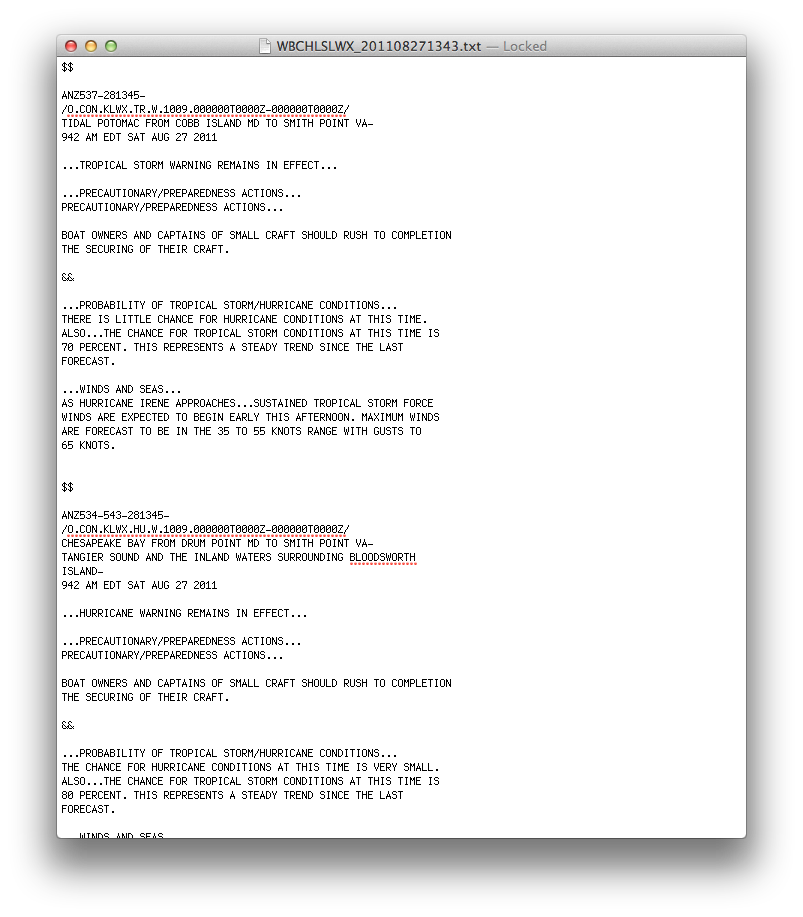 WBCHLSLWX_201108271343.txt — Locked
$$
ANZ537-281345-
/O.CON.KLWX.TR.W.1009.000000T0000Z-000000T0000Z/
TIDAL POTOMAC FROM COBB ISLAND MD TO SMITH POINT VA-
942 AM EDT SAT AUG 27 2011
...TROPICAL STORM WARNING REMAINS IN EFFECT...
...PRECAUTIONARY/PREPAREDNESS ACTIONS...
PRECAUTIONARY/PREPAREDNESS ACTIONS...
BOAT OWNERS AND CAPTAINS OF SMALL CRAFT SHOULD RUSH TO COMPLETION
THE SECURING OF THEIR CRAFT.
&&
...PROBABILITY OF TROPICAL STORM/HURRICANE CONDITIONS...
THERE IS LITTLE CHANCE FOR HURRICANE CONDITIONS AT THIS TIME.
ALSO...THE CHANCE FOR TROPICAL STORM CONDITIONS AT THIS TIME IS
70 PERCENT. THIS REPRESENTS A STEADY TREND SINCE THE LAST
FORECAST.
...WINDS AND SEAS...
AS HURRICANE IRENE APPROACHES...SUSTAINED TROPICAL STORM FORCE
WINDS ARE EXPECTED TO BEGIN EARLY THIS AFTERNOON. MAXIMUM WINDS
ARE FORECAST TO BE IN THE 35 TO 55 KNOTS RANGE WITH GUSTS TO
65 KNOTS.
$$
ANZ534-543-281345-
/O.CON.KLWX.HU.W.1009.000000T0000Z-000000T0000Z/
CHESAPEAKE BAY FROM DRUM POINT MD TO SMITH POINT VA-
TANGIER SOUND AND THE INLAND WATERS SURROUNDING BLOODSWORTH
ISLAND-
942 AM EDT SAT AUG 27 2011
...HURRICANE WARNING REMAINS IN EFFECT...
...PRECAUTIONARY/PREPAREDNESS ACTIONS...
PRECAUTIONARY/PREPAREDNESS ACTIONS...
BOAT OWNERS AND CAPTAINS OF SMALL CRAFT SHOULD RUSH TO COMPLETION
THE SECURING OF THEIR CRAFT.
&&
...PROBABILITY OF TROPICAL STORM/HURRICANE CONDITIONS...
THE CHANCE FOR HURRICANE CONDITIONS AT THIS TIME IS VERY SMALL.
ALSO...THE CHANCE FOR TROPICAL STORM CONDITIONS AT THIS TIME IS
80 PERCENT. THIS REPRESENTS A STEADY TREND SINCE THE LAST
FORECAST.
...WINDS AND SEAS...